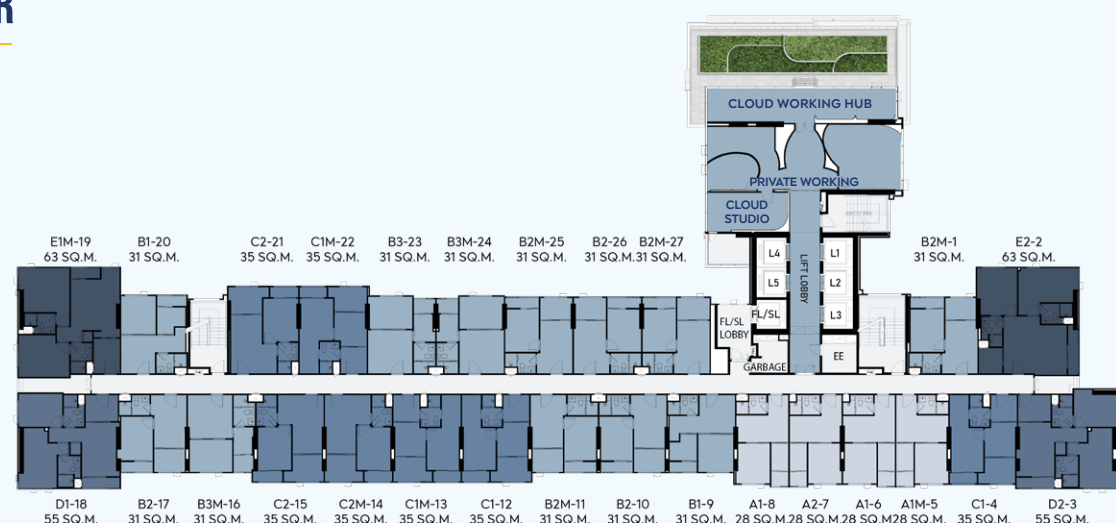 R
CLOUD WORKING HUB
PRIVATE WORKING
CLOUD
STUDIO
E1M-19
63 SQ.M.
B1-20
31 SQ.M.
C2-21
35 SQ.M.
C1M-22
35 SQ.M.
B3-23
31 SQ.M.
B3M-24
31 SQ.M.
B2M-25
31 SQ.M.
B2-26
31 SQ.M.
B2M-27
31 SQ.M.
L4
L5
LIFT LOBBY
L1
L2
L3
FL/SL
FL/SL
LOBBY
GARBAGE
EE
B2M-1
31 SQ.M.
E2-2
63 SQ.M.
D1-18
55 SQ.M.
B2-17
31 SQ.M.
B3M-16
31 SQ.M.
C2-15
35 SQ.M.
C2M-14
35 SQ.M.
C1M-13
35 SQ.M.
C1-12
35 SQ.M.
B2M-11
31 SQ.M.
B2-10
31 SQ.M.
B1-9
31 SQ.M.
A1-8
28 SQ.M.
A2-7
28 SQ.M.
A1-6
28 SQ.M.
A1M-5
28 SQ.M.
C1-4
35 SQ.M.
D2-3
55 SQ.M.